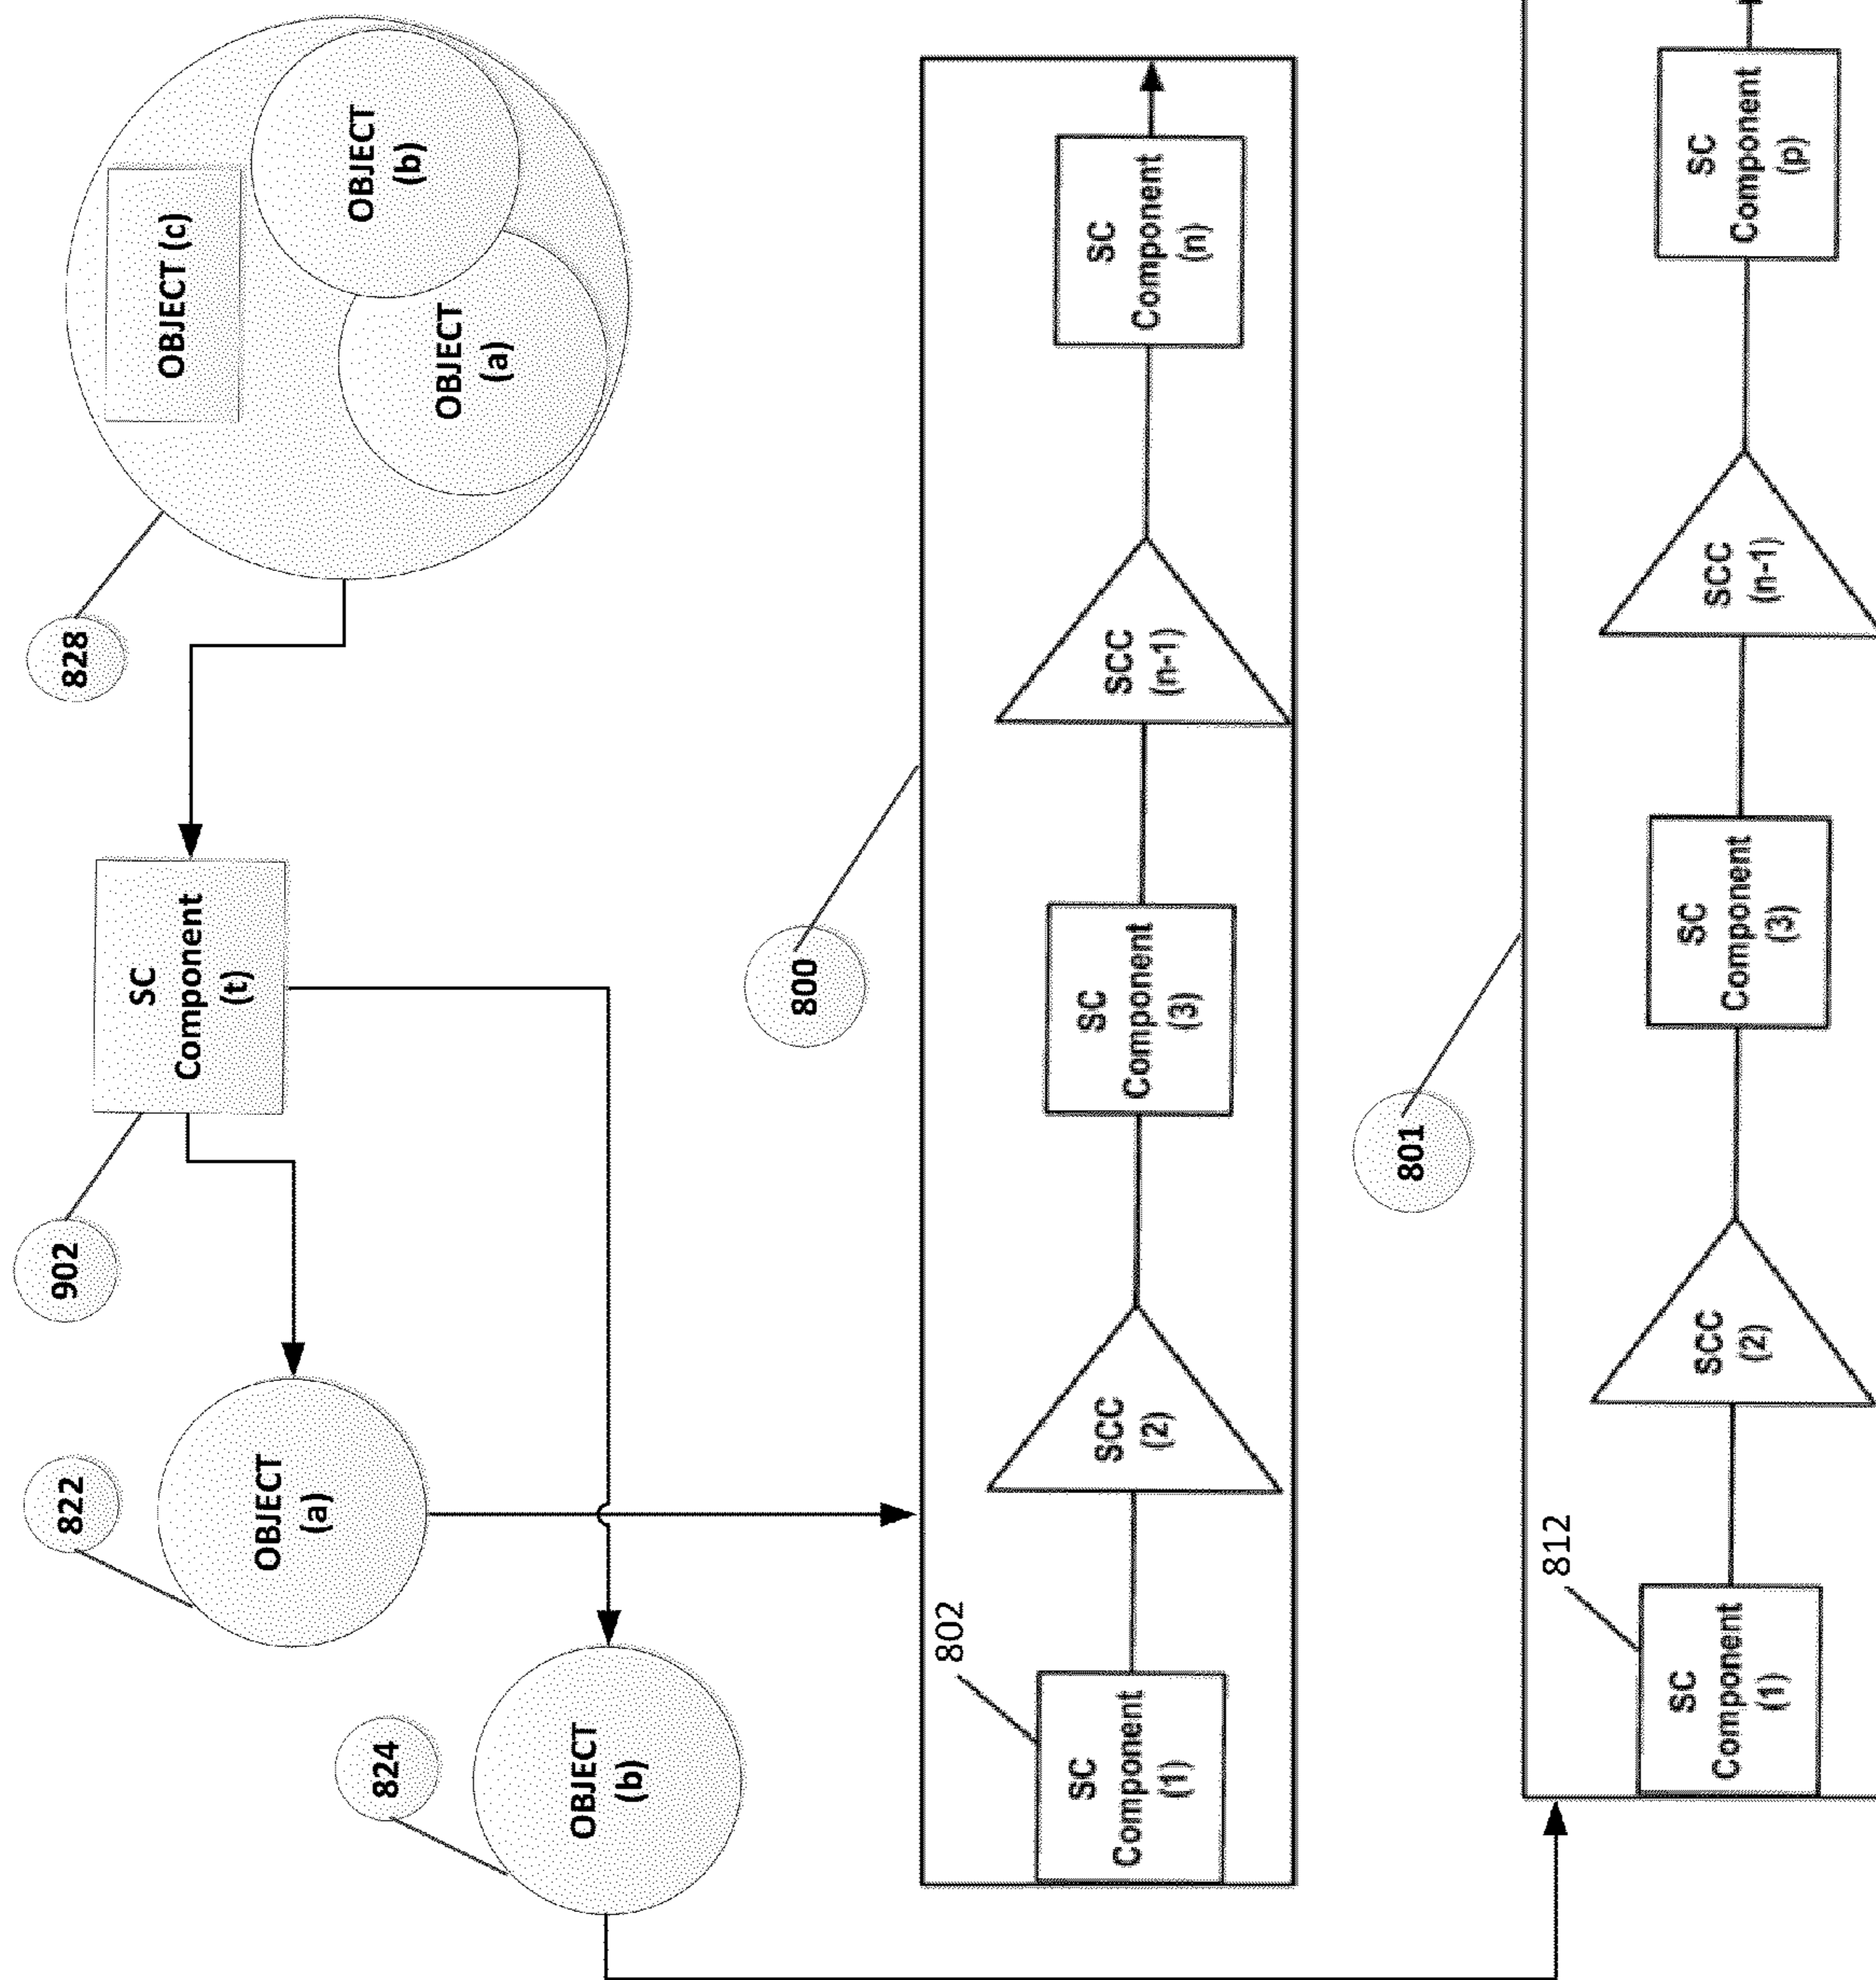 822
902
828
SC
Component
(t)
OBJECT (c)
OBJECT
(a)
OBJECT
(b)
824
OBJECT
(a)
OBJECT
(b)
800
802
SC
Component
(1)
SCC
(2)
SC
Component
(3)
SCC
(n-1)
SC
Component
(n)
801
812
SC
Component
(1)
SCC
(2)
SC
Component
(3)
SCC
(n-1)
SC
Component
(p)